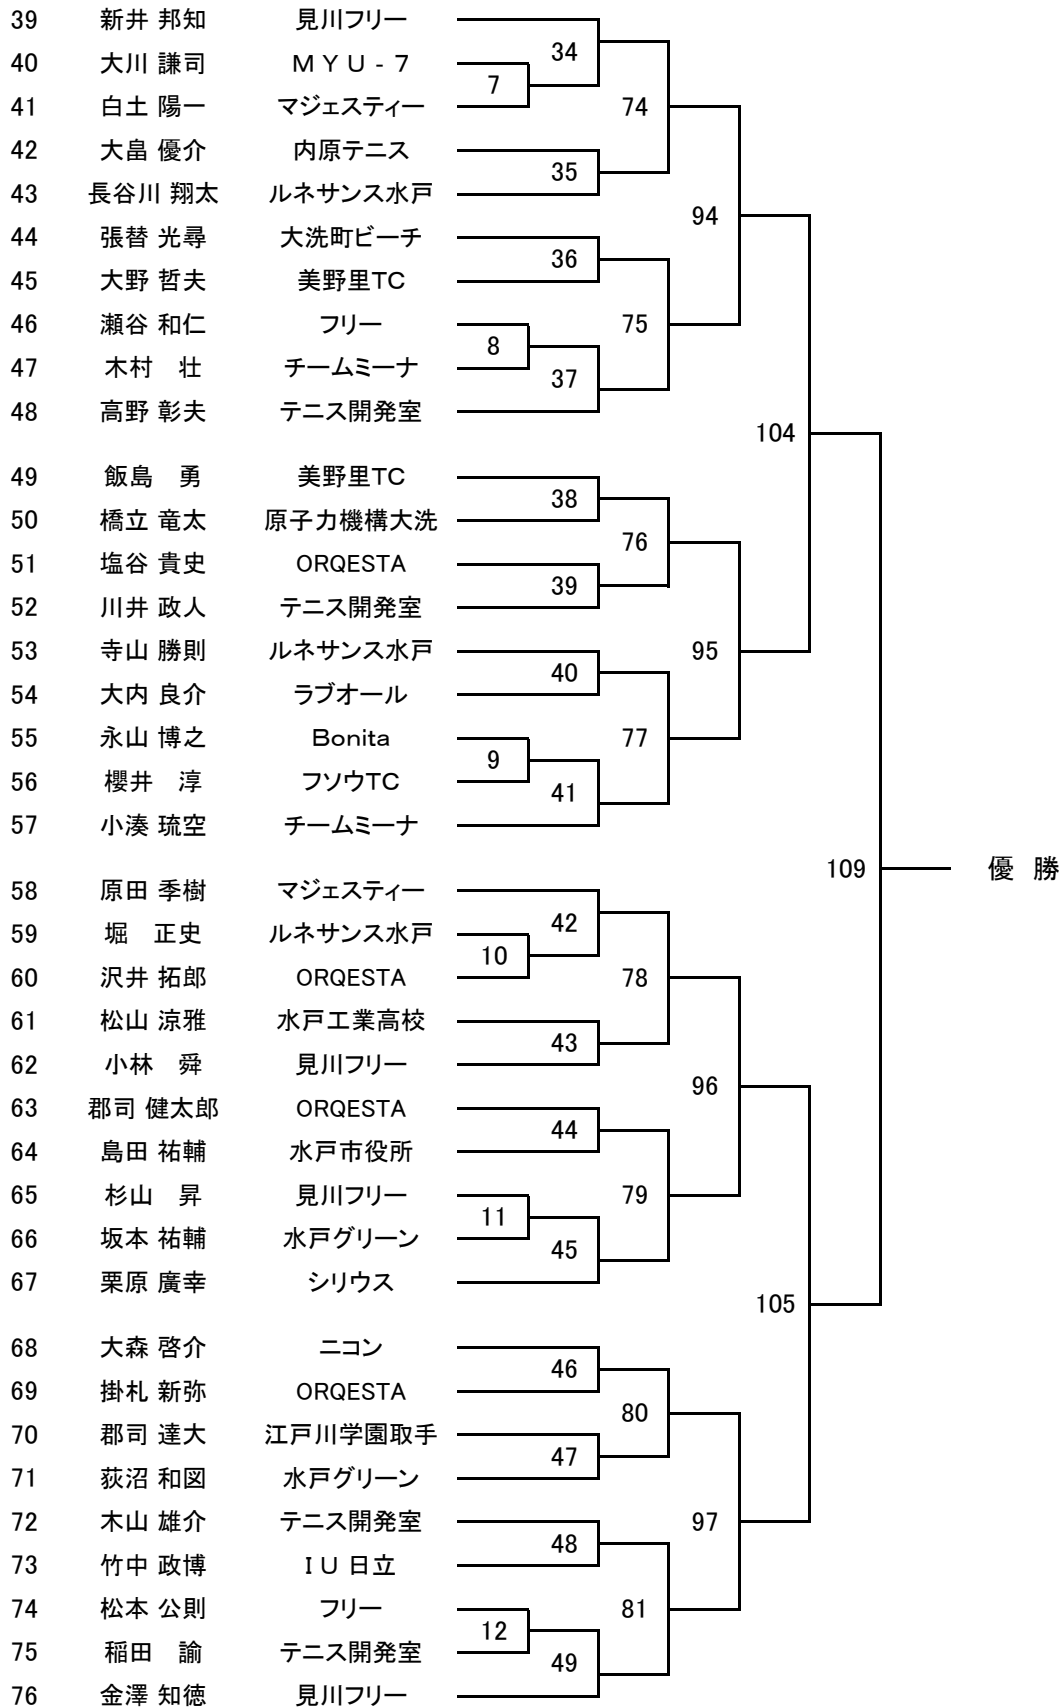 39 新井 邦知 見川フリー
34
40 大川 謙司 ＭＹＵ-７
7
41 白土 陽一 マジェスティー 74
42 大畠 優介 内原テニス
35
43 長谷川 翔太 ルネサンス水戸
94
44 張替 光尋 大洗町ビーチ
36
45 大野 哲夫 美野里TC
46 瀬谷 和仁 フリー 75
8
47 木村　壮 チームミーナ
37
48 高野 彰夫 テニス開発室
104
49 飯島　勇 美野里TC
38
50 橋立 竜太 原子力機構大洗
76
51 塩谷 貴史 ORQESTA
39
52 川井 政人 テニス開発室
53 寺山 勝則 ルネサンス水戸 95
40
54 大内 良介 ラブオール
55 永山 博之 Ｂｏｎｉｔａ 77
9
56 櫻井　淳 フソウTC
41
57 小湊 琉空 チームミーナ
109 優 勝
58 原田 季樹 マジェスティー
42
59 堀　正史 ルネサンス水戸
10
60 沢井 拓郎 ORQESTA 78
61 松山 涼雅 水戸工業高校
43
62 小林　舜 見川フリー
96
63 郡司 健太郎 ORQESTA
44
64 島田 祐輔 水戸市役所
65 杉山　昇 見川フリー 79
11
66 坂本 祐輔 水戸グリーン
45
67 栗原 廣幸 シリウス
105
68 大森 啓介 ニコン
46
69 掛札 新弥 ORQESTA
80
70 郡司 達大 江戸川学園取手
47
71 荻沼 和図 水戸グリーン
72 木山 雄介 テニス開発室 97
48
73 竹中 政博 ＩＵ日立
74 松本 公則 フリー 81
12
75 稲田　諭 テニス開発室
49
76 金澤 知徳 見川フリー